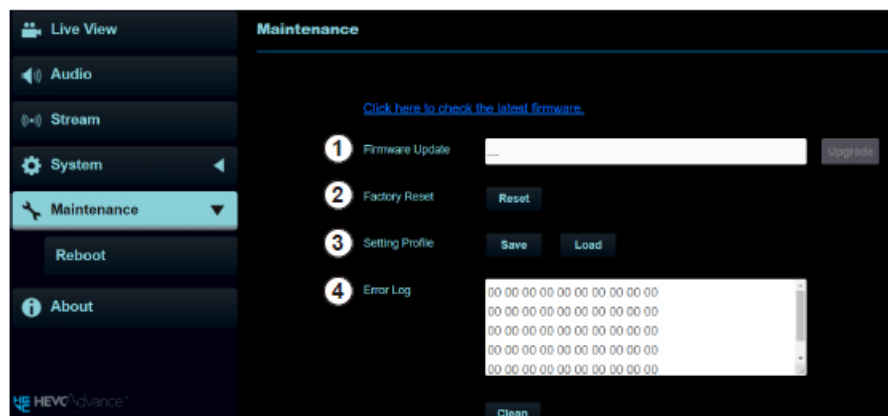 Live View
Audio
Stream
System
Maintenance
Reboot
About
HEVC Advance™
Maintenance
Click here to check the latest firmware.
1 Firmware Update Upgrade
2 Factory Reset Reset
3 Setting Profile Save Load
4 Error Log
00 00 00 00 00 00 00 00 00 00
00 00 00 00 00 00 00 00 00 00
00 00 00 00 00 00 00 00 00 00
00 00 00 00 00 00 00 00 00 00
00 00 00 00 00 00 00 00 00 00
Clean